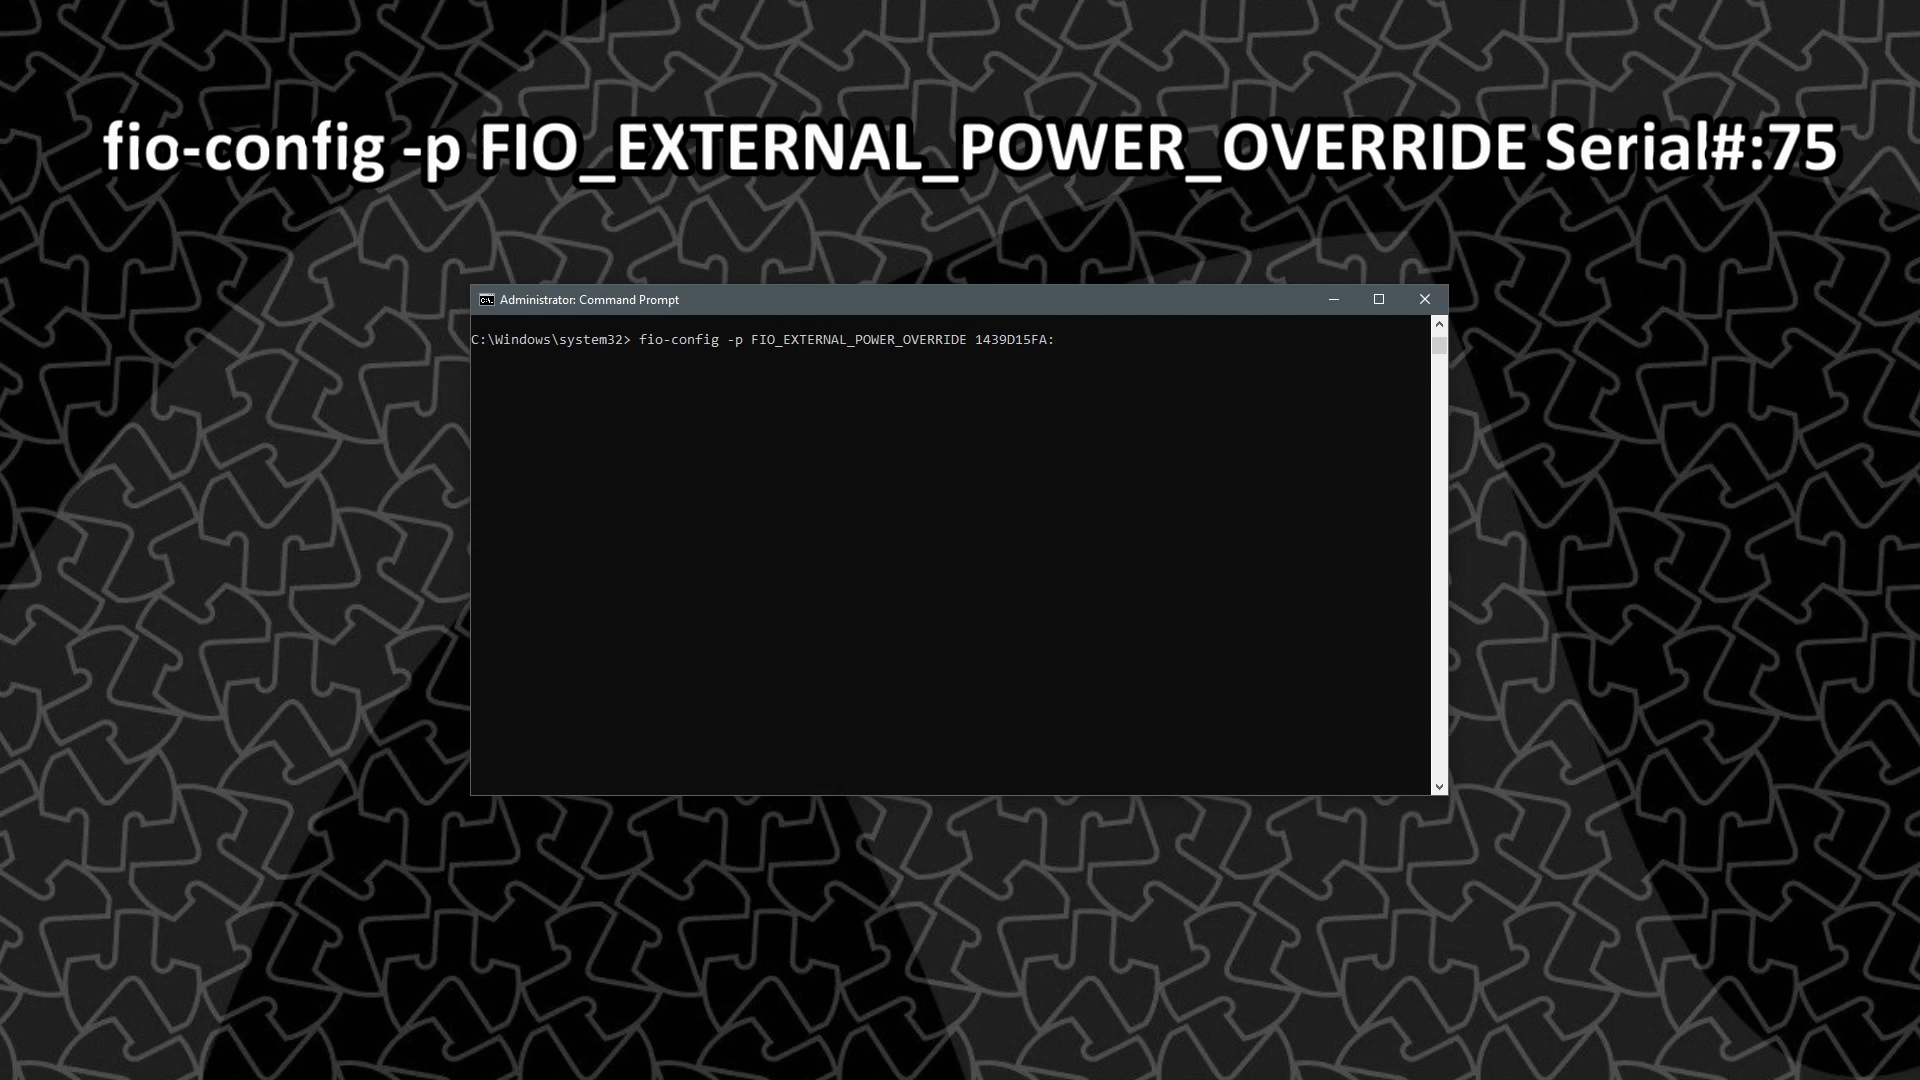 fio-config -p FIO_EXTERNAL_POWER_OVERRIDE Serial#:75
Administrator: Command Prompt
C:\Windows\system32> fio-config -p FIO_EXTERNAL_POWER_OVERRIDE 1439D15FA: